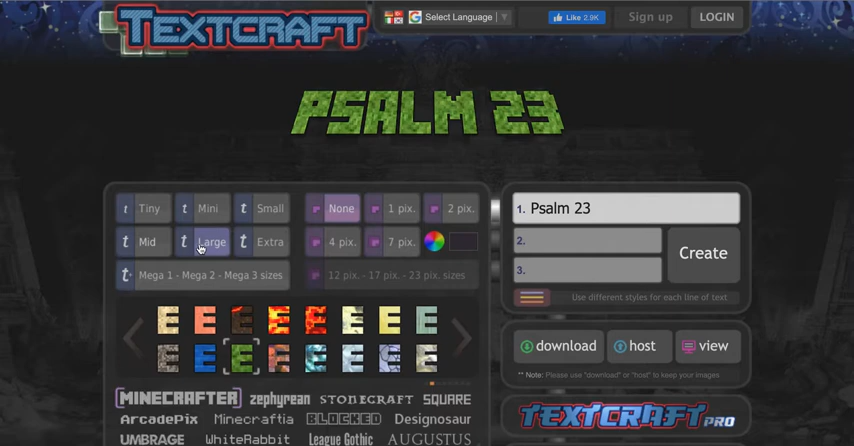 TEXTCRAFT
Select Language
Like 2.9K
Sign up
LOGIN
PSALM 23
Tiny
Mini
Small
None
1 pix.
2 pix.
1. Psalm 23
Mid
Large
Extra
4 pix.
7 pix.
2.
Create
Mega 1 - Mega 2 - Mega 3 sizes
12 pix. - 17 pix. - 23 pix. sizes
3.
Use different styles for each line of text
E E E E E E E E
E E E E E E E E
download
host
view
** Note: Please use "download" or "host" to keep your images
MINECRAFTER
zephyrean
STONECRAFT
SQUARE
ArcadePix
Minecraftia
BLOCKED
Designosaur
UMBRAGE
WhiteRabbit
League Gothic
AUGUSTUS
TEXTCRAFT PRO